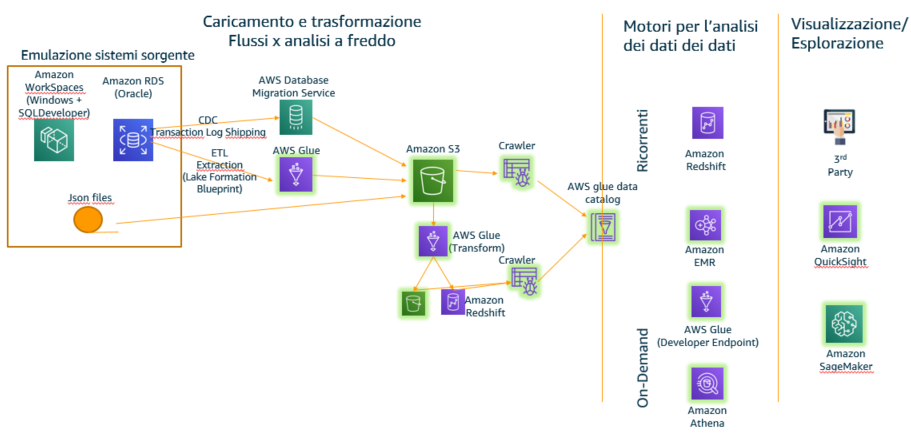 Caricamento e trasformazione
Flussi x analisi a freddo
Motori per l'analisi
dei dati dei dati
Visualizzazione/
Esplorazione
Emulazione sistemi sorgente
Amazon
WorkSpaces
(Windows +
SQLDeveloper)
Amazon RDS
(Oracle)
CDC
Transaction Log Shipping
ETL
Extraction
(Lake Formation
Blueprint)
Json files
AWS Database
Migration Service
AWS Glue
Amazon S3
Crawler
AWS glue data
catalog
AWS Glue
(Transform)
Crawler
Amazon
Redshift
Ricorrenti
Amazon
Redshift
Amazon
EMR
On-Demand
AWS Glue
(Developer Endpoint)
Amazon
Athena
3rd
Party
Amazon
QuickSight
Amazon
SageMaker